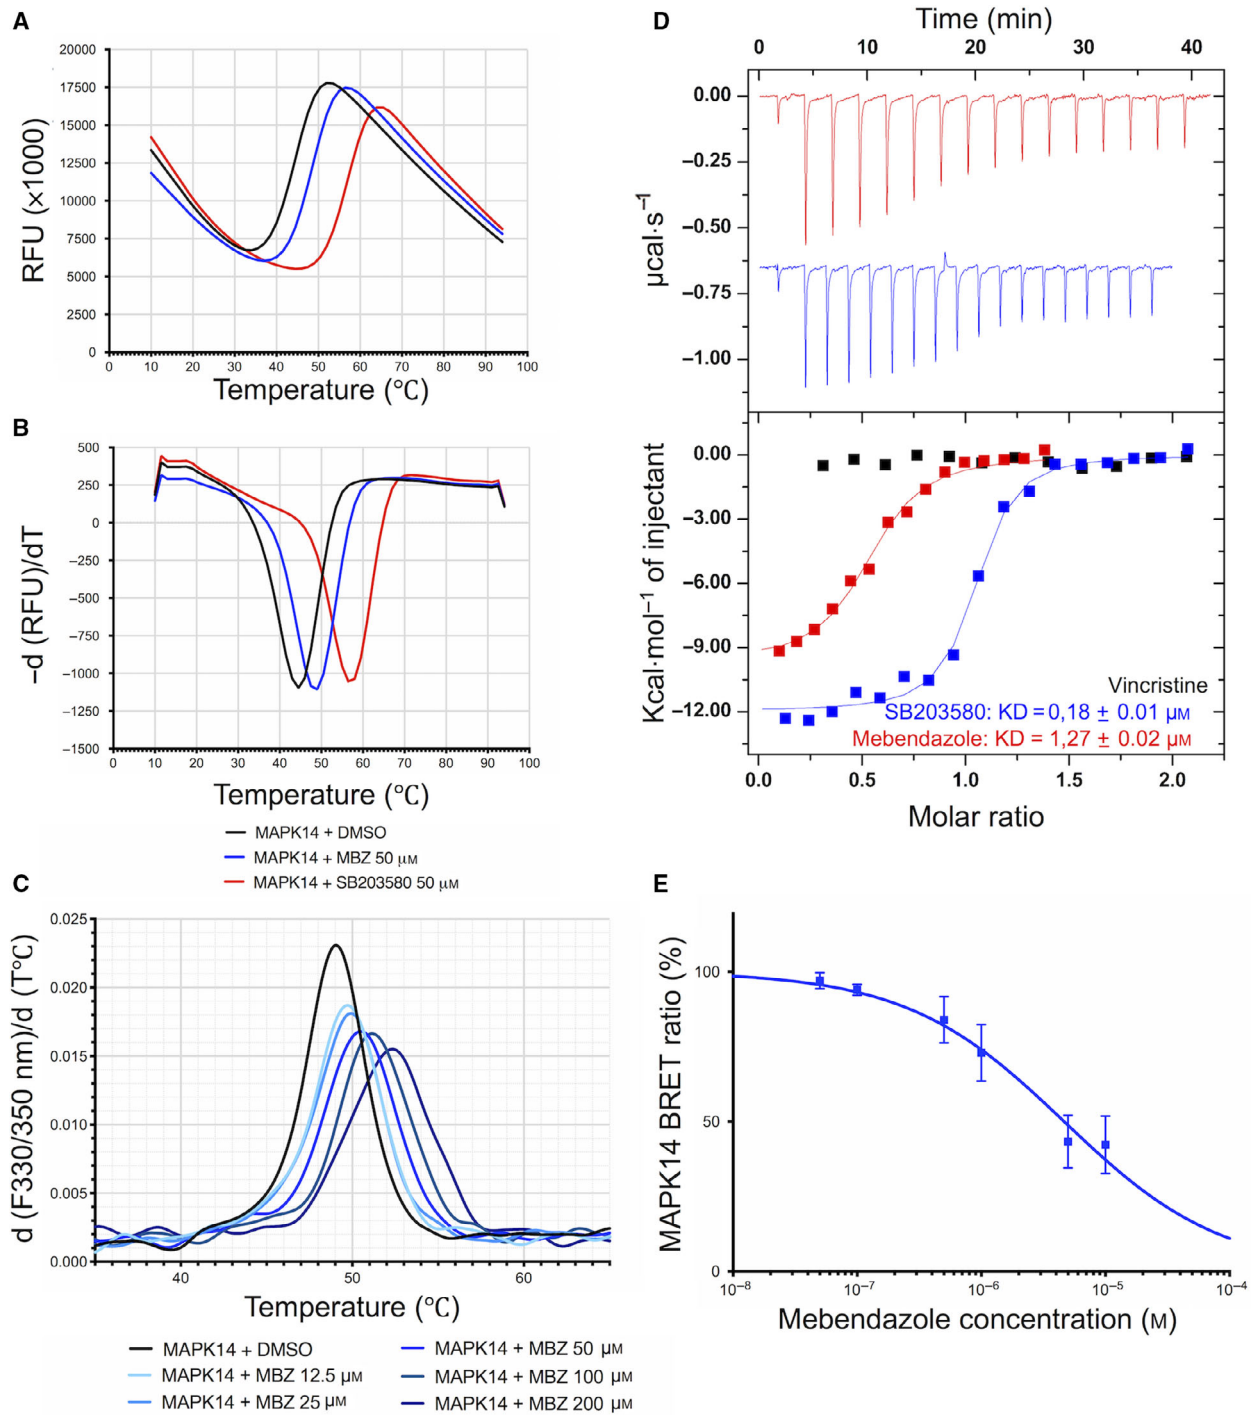 A
RFU (×1000)
20000
17500
15000
12500
10000
7500
5000
2500
0
0 10 20 30 40 50 60 70 80 90 100
Temperature (°C)
B
–d (RFU)/dT
500
250
0
–250
–500
–750
–1000
–1250
–1500
0 10 20 30 40 50 60 70 80 90 100
Temperature (°C)
MAPK14 + DMSO
MAPK14 + MBZ 50 μM
MAPK14 + SB203580 50 μM
C
d (F330/350 nm)/d (T°C)
0.025
0.020
0.015
0.010
0.005
0.000
40 50 60
Temperature (°C)
MAPK14 + DMSO
MAPK14 + MBZ 12.5 μM
MAPK14 + MBZ 25 μM
MAPK14 + MBZ 50 μM
MAPK14 + MBZ 100 μM
MAPK14 + MBZ 200 μM
D
Time (min)
0 10 20 30 40
μcal·s⁻¹
0.00
–0.25
–0.50
–0.75
–1.00
Kcal·mol⁻¹ of injectant
0.00
–3.00
–6.00
–9.00
–12.00
Vincristine
SB203580: KD = 0,18 ± 0.01 μM
Mebendazole: KD = 1,27 ± 0.02 μM
0.0 0.5 1.0 1.5 2.0
Molar ratio
E
MAPK14 BRET ratio (%)
100
50
0
10⁻⁸ 10⁻⁷ 10⁻⁶ 10⁻⁵ 10⁻⁴
Mebendazole concentration (M)